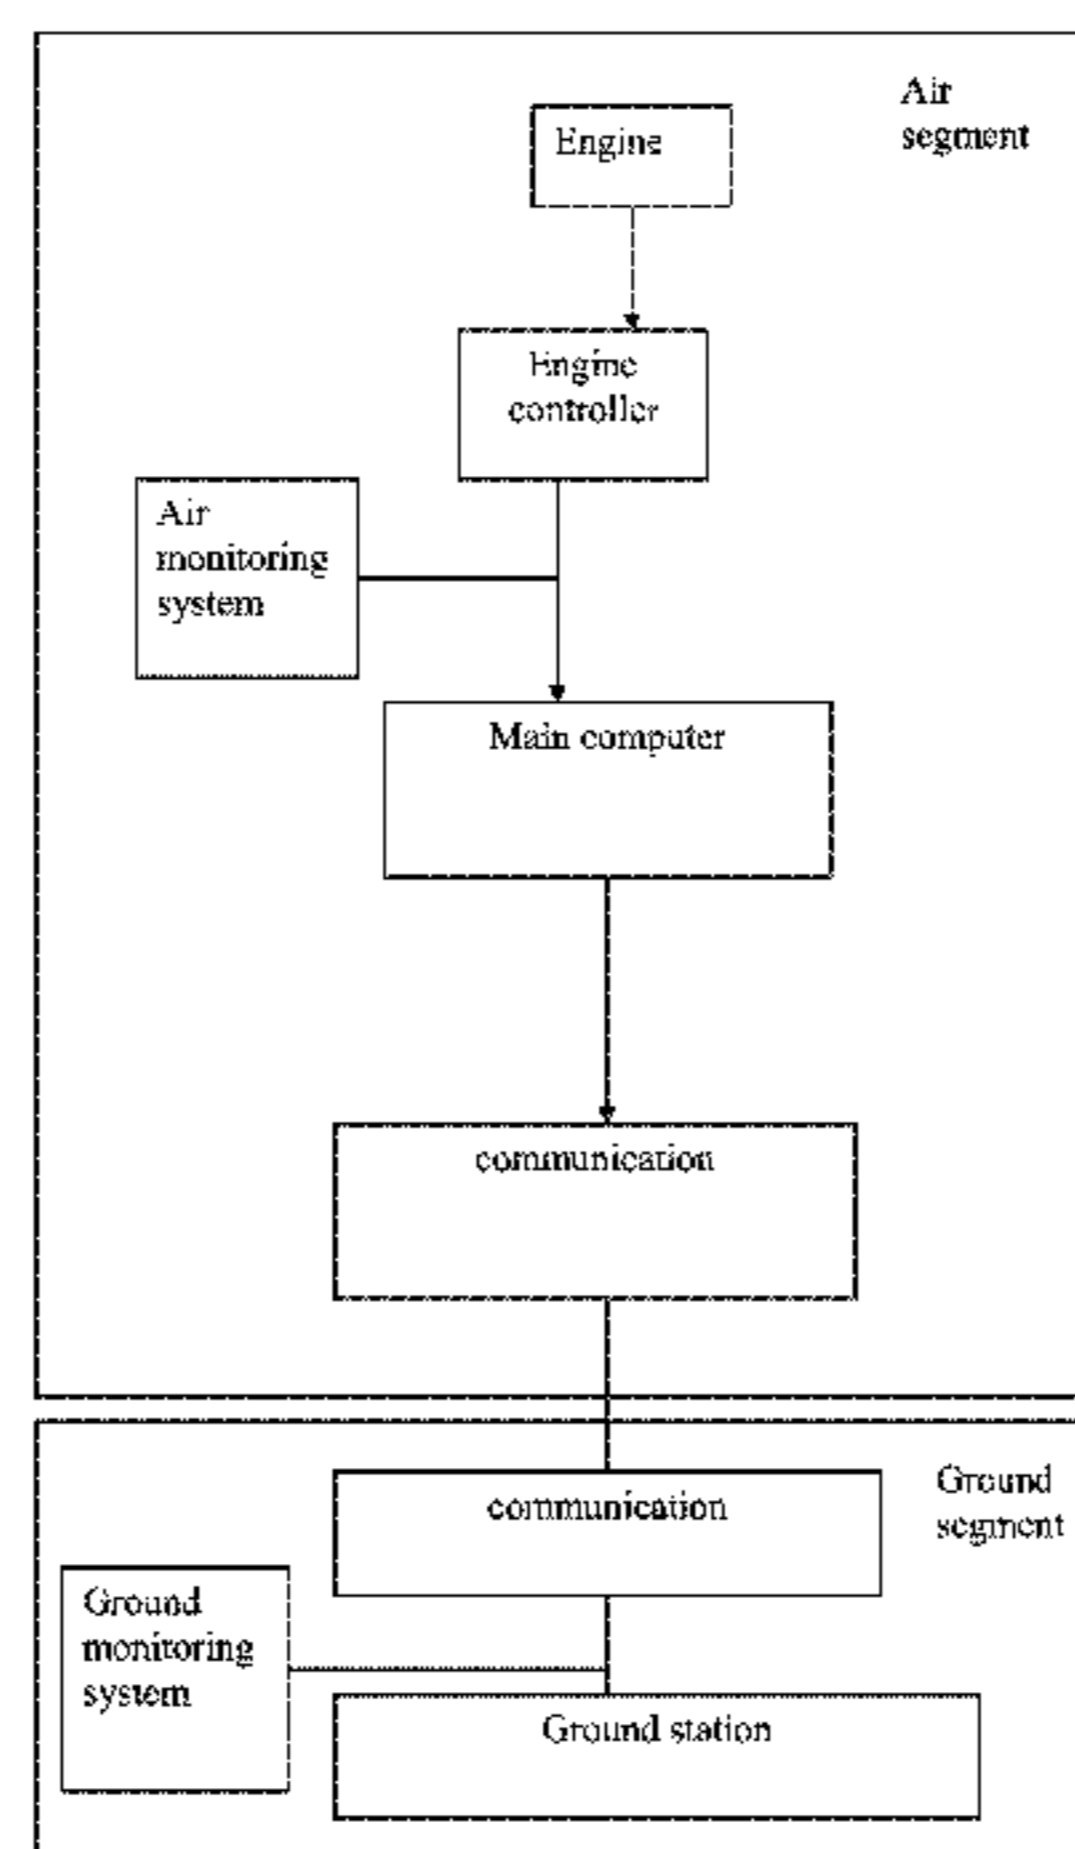 Air
segment
Engine
Engine
controller
Air
monitoring
system
Main computer
communication
communication
Ground
segment
Ground
monitoring
system
Ground station